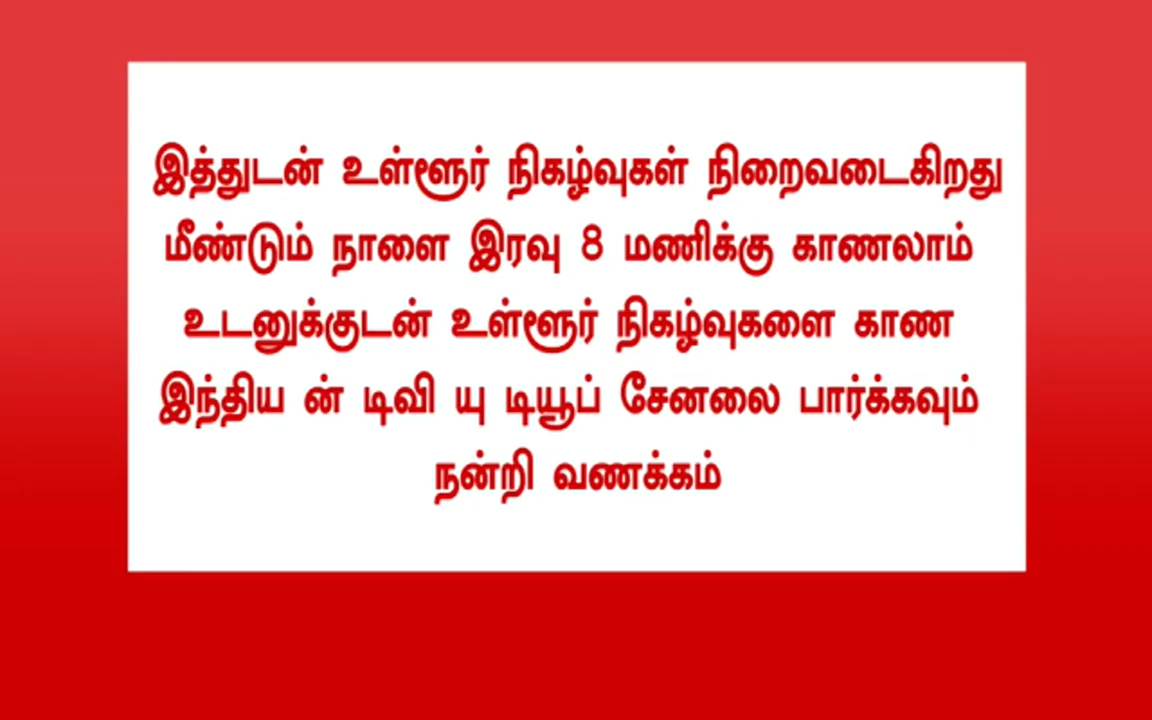 இத்துடன் உள்ளூர் நிகழ்வுகள் நிறைவடைகிறது
மீண்டும் நாளை இரவு 8 மணிக்கு காணலாம்
உடனுக்குடன் உள்ளூர் நிகழ்வுகளை காண
இந்திய ன் டிவி யு டியூப் சேனலை பார்க்கவும்
நன்றி வணக்கம்